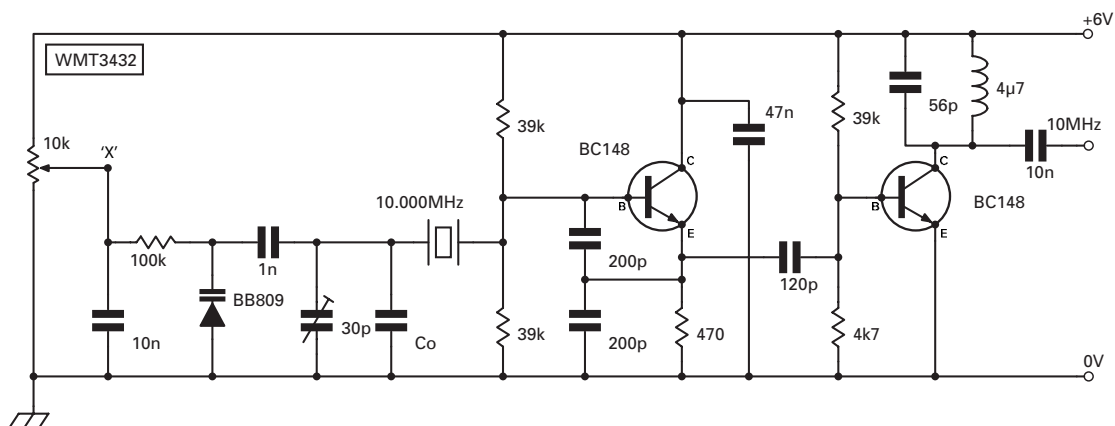 +6V
WMT3432
10k
'X'
39k
47n
39k
56p
4µ7
10MHz
BC148
C
B
E
C
B
E
10n
BC148
10.000MHz
100k
1n
BB809
200p
120p
10n
30p
Co
39k
200p
470
4k7
0V